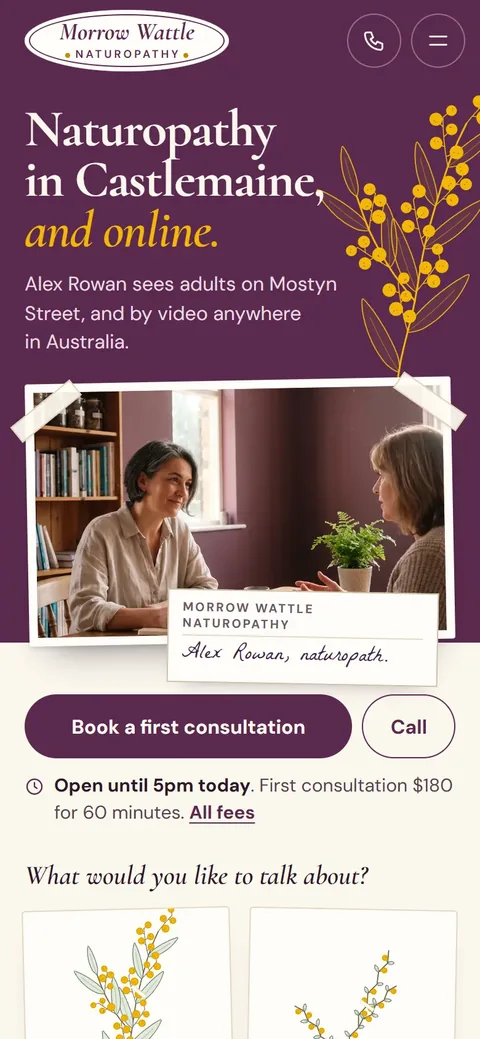 Morrow Wattle
NATUROPATHY
Naturopathy
in Castlemaine,
and online.
Alex Rowan sees adults on Mostyn
Street, and by video anywhere
in Australia.
MORROW WATTLE
NATUROPATHY
Alex Rowan, naturopath.
Book a first consultation
Call
Open until 5pm today. First consultation $180
for 60 minutes. All fees
What would you like to talk about?